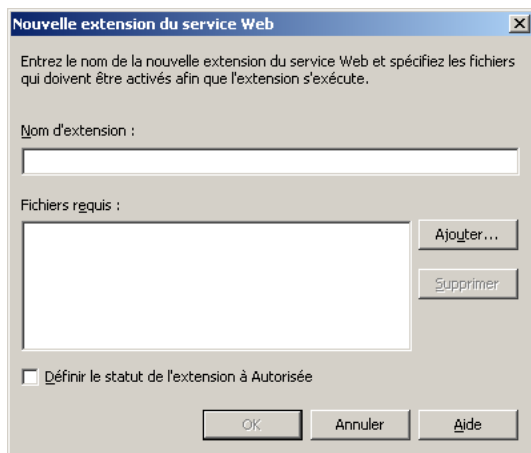 Nouvelle extension du service Web
Entrez le nom de la nouvelle extension du service Web et spécifiez les fichiers
qui doivent être activés afin que l'extension s'exécute.
Nom d'extension :
Fichiers requis :
Ajouter...
Supprimer
Définir le statut de l'extension à Autorisée
OK Annuler Aide